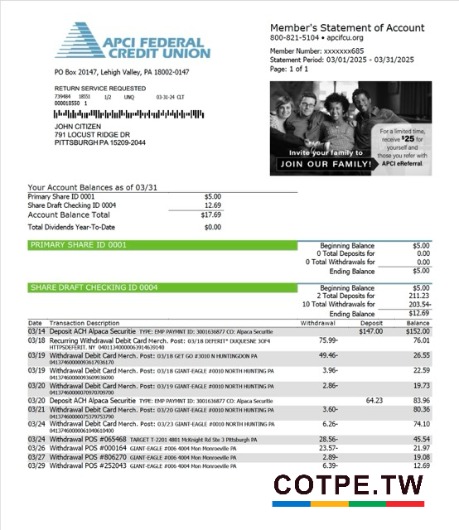 APCI FEDERAL
CREDIT UNION
PO Box 20147, Lehigh Valley, PA 18002-0147
Member's Statement of Account
800-821-5104 • apcifcu.org
Member Number: xxxxxxx685
Statement Period: 03/01/2025 - 03/31/2025
Page: 1 of 1
RETURN SERVICE REQUESTED
739484 1/2 UNQ 03-31-24 CLT
00001850 1
JOHN CITIZEN
791 LOCUST RIDGE DR
PITTSBURGH PA 15209-2044
For a limited time,
receive $25 for
yourself and
those you refer with
APCI eReferral.
Invite your family to
JOIN OUR FAMILY!
Your Account Balances as of 03/31
Primary Share ID 0001 $5.00
Share Draft Checking ID 0004 12.69
Account Balance Total $17.69
Total Dividends Year-To-Date $0.00
PRIMARY SHARE ID 0001
Beginning Balance $5.00
0 Total Deposits for 0.00
0 Total Withdrawals for 0.00
Ending Balance $5.00
SHARE DRAFT CHECKING ID 0004
Beginning Balance $5.00
2 Total Deposits for 211.23
10 Total Withdrawals for 203.54-
Ending Balance $12.69
Date Transaction Description Withdrawal Deposit Balance
03/14 Deposit ACH Alpaca Securitie TYPE: EMP PAYMNT ID: 3001636877 CO: Alpaca Securitie $147.00 $152.00
03/18 Recurring Withdrawal Debit Card Merch. Post: 03/18 DEPERIT* DUQUESNE 75.99- 76.01
03/19 Withdrawal Debit Card Merch. Post: 03/18 GET GO #3010 N HUNTINGDON PA 49.46- 26.55
03/19 Withdrawal Debit Card Merch. Post: 03/18 GIANT-EAGLE #0010 NORTH HUNTING PA 3.96- 22.59
03/20 Withdrawal Debit Card Merch. Post: 03/19 GIANT-EAGLE #0010 NORTH HUNTING PA 2.86- 19.73
03/20 Deposit ACH Alpaca Securitie TYPE: EMP PAYMNT ID: 3001636877 CO: Alpaca Securitie 64.23 83.96
03/21 Withdrawal Debit Card Merch. Post: 03/20 GIANT-EAGLE #0010 NORTH HUNTING PA 3.60- 80.36
03/24 Withdrawal Debit Card Merch. Post: 03/23 GIANT-EAGLE #0010 NORTH HUNTING PA 6.26- 74.10
03/24 Withdrawal POS #065468 TARGET T-2201 4801 McKnight Rd Ste 3 Pittsburgh PA 28.56- 45.54
03/26 Withdrawal POS #000164 GIANT-EAGLE #006 4004 Mon Monroeville PA 23.57- 21.97
03/27 Withdrawal POS #806270 GIANT-EAGLE #006 4004 Mon Monroeville PA 2.89- 19.08
03/29 Withdrawal POS #252043 GIANT-EAGLE #006 4004 Mon Monroeville PA 6.39- 12.69
COTPE.TW